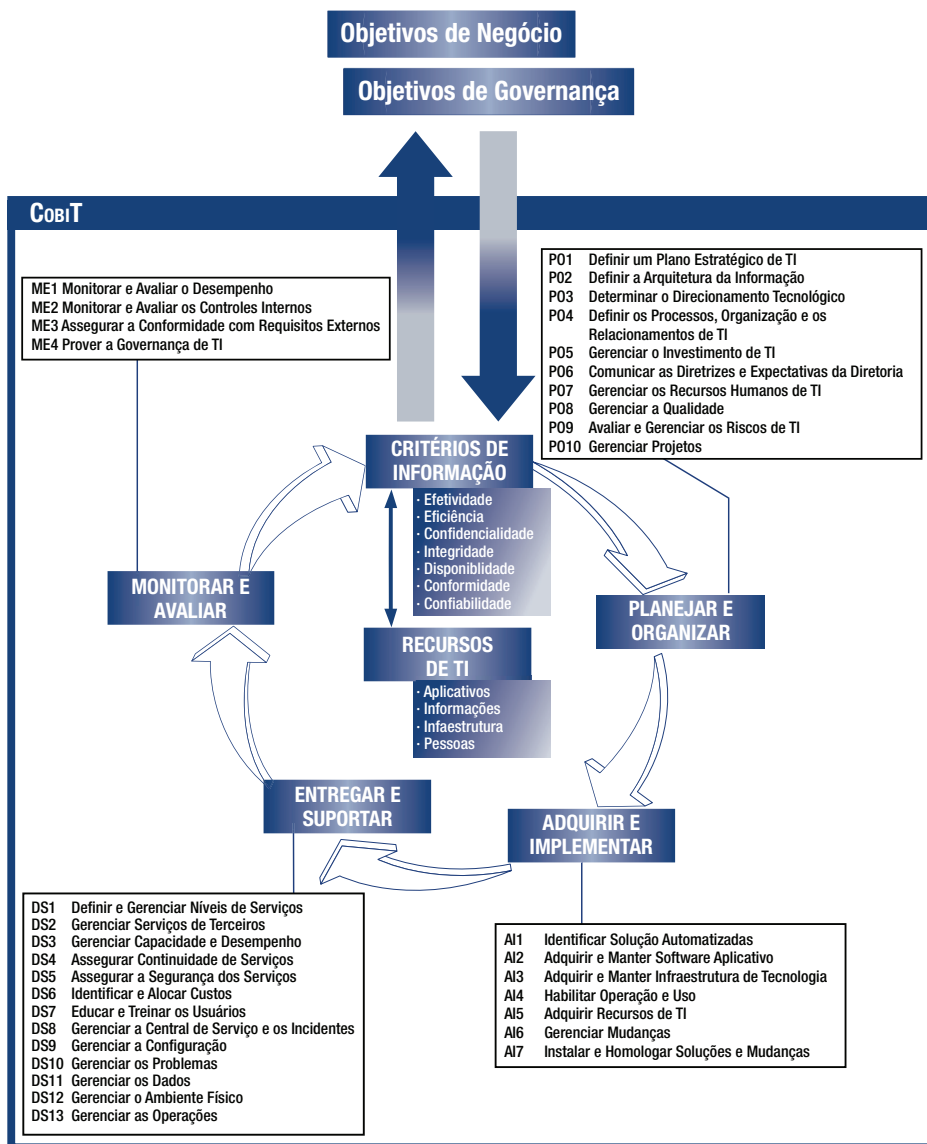 Objetivos de Negócio
Objetivos de Governança
COBIT
ME1 Monitorar e Avaliar o Desempenho
ME2 Monitorar e Avaliar os Controles Internos
ME3 Assegurar a Conformidade com Requisitos Externos
ME4 Prover a Governança de TI
PO1 Definir um Plano Estratégico de TI
PO2 Definir a Arquitetura da Informação
PO3 Determinar o Direcionamento Tecnológico
PO4 Definir os Processos, Organização e os
Relacionamentos de TI
PO5 Gerenciar o Investimento de TI
PO6 Comunicar as Diretrizes e Expectativas da Diretoria
PO7 Gerenciar os Recursos Humanos de TI
PO8 Gerenciar a Qualidade
PO9 Avaliar e Gerenciar os Riscos de TI
PO10 Gerenciar Projetos
CRITÉRIOS DE
INFORMAÇÃO
· Efetividade
· Eficiência
· Confidencialidade
· Integridade
· Disponiblidade
· Conformidade
· Confiabilidade
MONITORAR E
AVALIAR
PLANEJAR E
ORGANIZAR
RECURSOS
DE TI
· Aplicativos
· Informações
· Infaestrutura
· Pessoas
ENTREGAR E
SUPORTAR
ADQUIRIR E
IMPLEMENTAR
DS1 Definir e Gerenciar Níveis de Serviços
DS2 Gerenciar Serviços de Terceiros
DS3 Gerenciar Capacidade e Desempenho
DS4 Assegurar Continuidade de Serviços
DS5 Assegurar a Segurança dos Serviços
DS6 Identificar e Alocar Custos
DS7 Educar e Treinar os Usuários
DS8 Gerenciar a Central de Serviço e os Incidentes
DS9 Gerenciar a Configuração
DS10 Gerenciar os Problemas
DS11 Gerenciar os Dados
DS12 Gerenciar o Ambiente Físico
DS13 Gerenciar as Operações
AI1 Identificar Solução Automatizadas
AI2 Adquirir e Manter Software Aplicativo
AI3 Adquirir e Manter Infraestrutura de Tecnologia
AI4 Habilitar Operação e Uso
AI5 Adquirir Recursos de TI
AI6 Gerenciar Mudanças
AI7 Instalar e Homologar Soluções e Mudanças